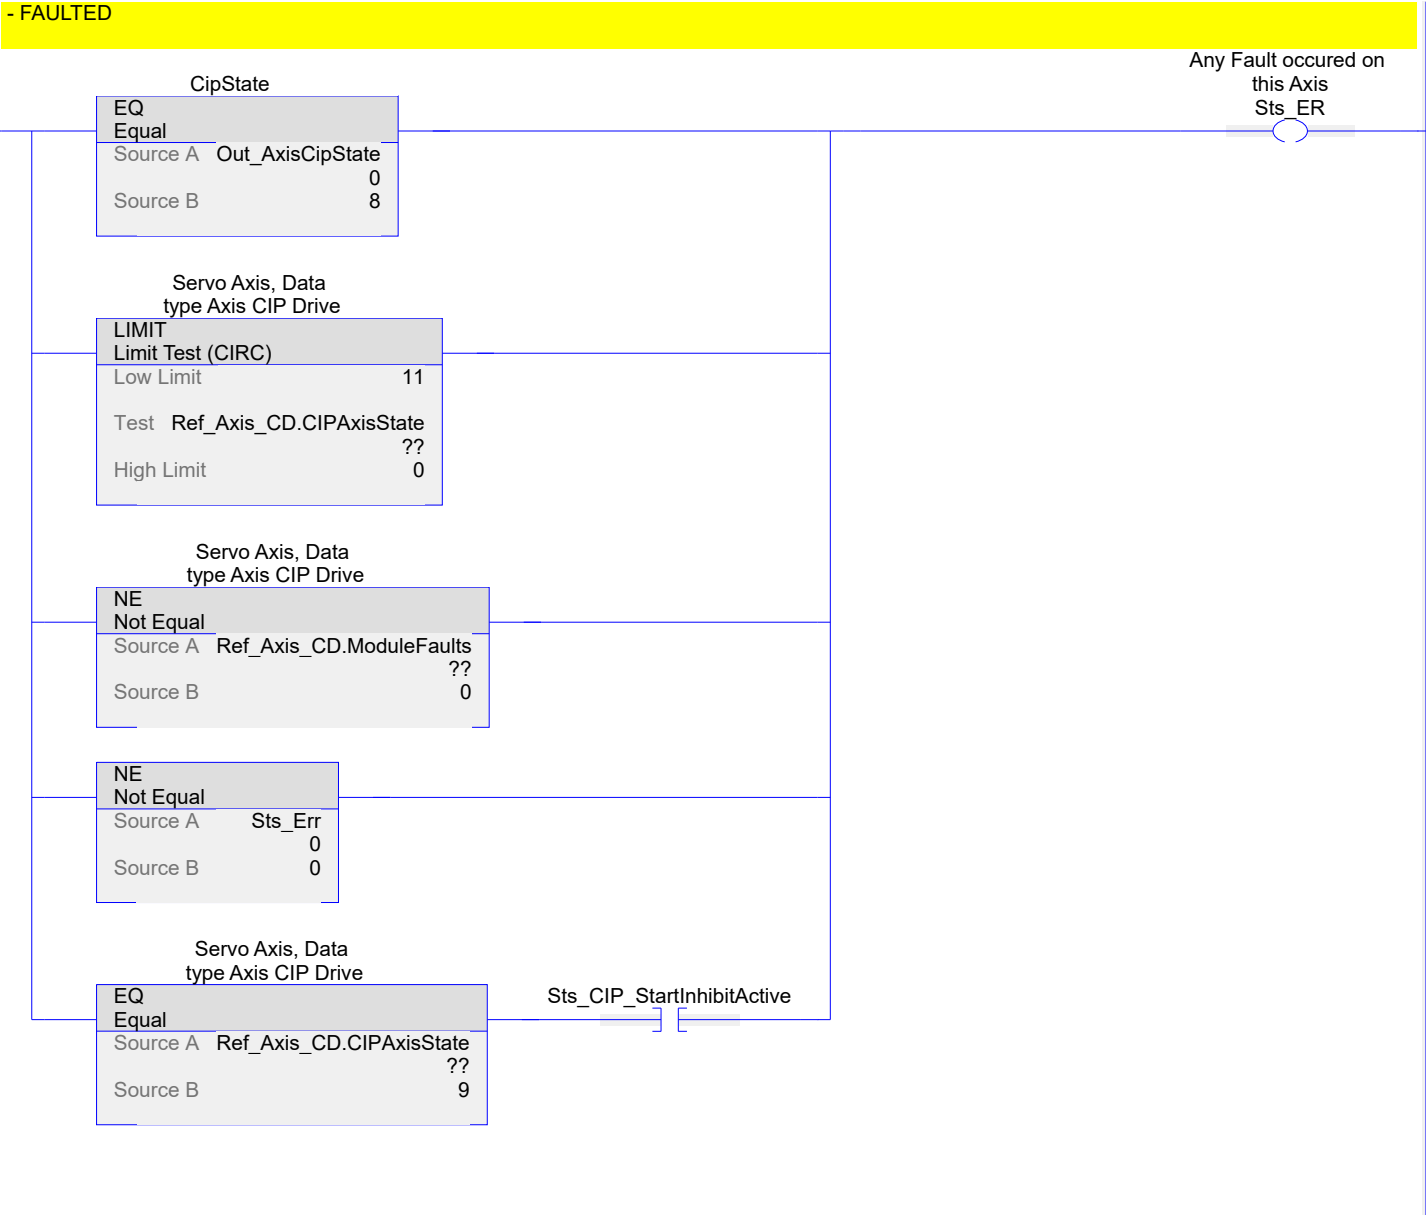 - FAULTED
Any Fault occured on
this Axis
Sts_ER
CipState
EQ
Equal
Source A Out_AxisCipState
0
Source B 8
Servo Axis, Data
type Axis CIP Drive
LIMIT
Limit Test (CIRC)
Low Limit 11
Test Ref_Axis_CD.CIPAxisState
??
High Limit 0
Servo Axis, Data
type Axis CIP Drive
NE
Not Equal
Source A Ref_Axis_CD.ModuleFaults
??
Source B 0
NE
Not Equal
Source A Sts_Err
0
Source B 0
Servo Axis, Data
type Axis CIP Drive
EQ
Equal
Source A Ref_Axis_CD.CIPAxisState
??
Source B 9
Sts_CIP_StartInhibitActive